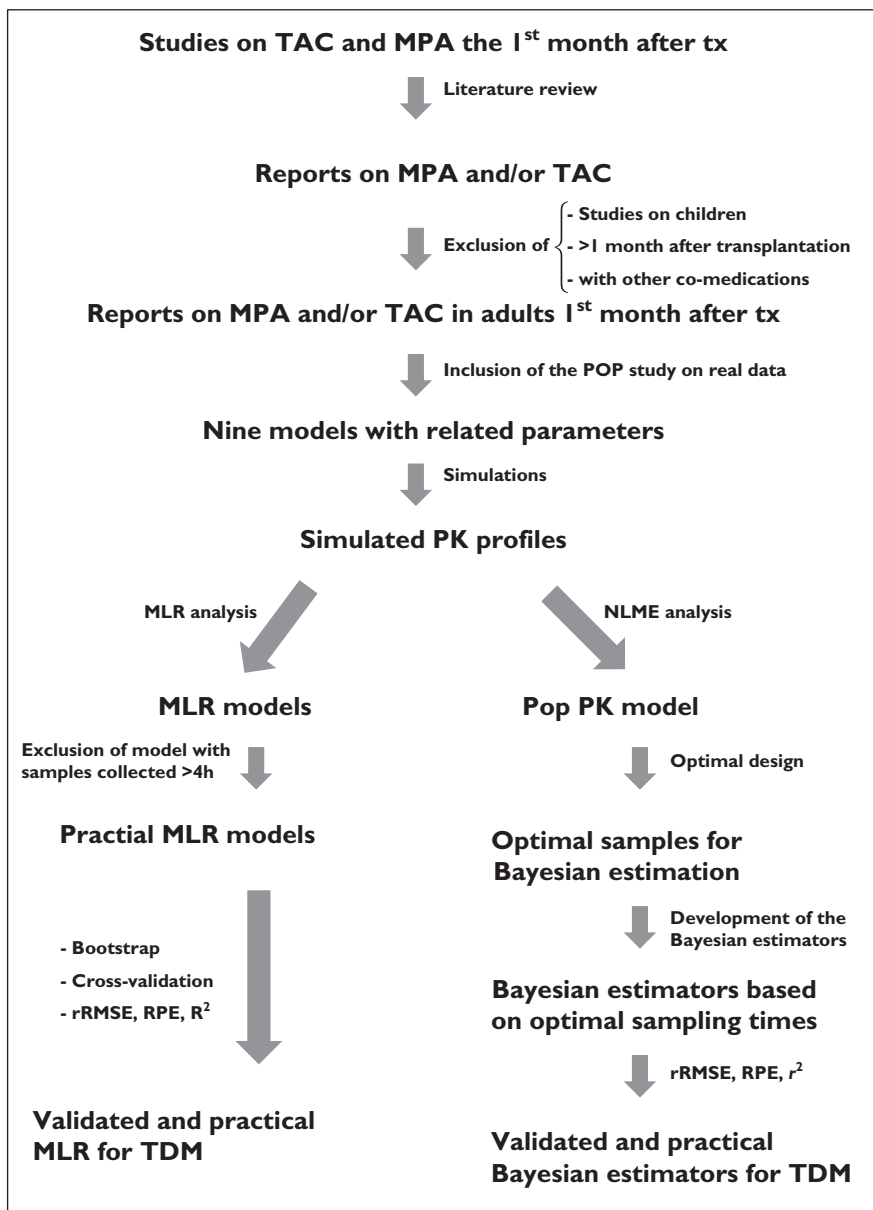 Studies on TAC and MPA the 1st month after tx
Literature review
Reports on MPA and/or TAC
Exclusion of
- Studies on children
- >1 month after transplantation
- with other co-medications
Reports on MPA and/or TAC in adults 1st month after tx
Inclusion of the POP study on real data
Nine models with related parameters
Simulations
Simulated PK profiles
MLR analysis
NLME analysis
MLR models
Pop PK model
Exclusion of model with
samples collected >4h
Optimal design
Practial MLR models
Optimal samples for
Bayesian estimation
Development of the
Bayesian estimators
- Bootstrap
- Cross-validation
- rRMSE, RPE, R²
Bayesian estimators based
on optimal sampling times
rRMSE, RPE, r²
Validated and practical
MLR for TDM
Validated and practical
Bayesian estimators for TDM